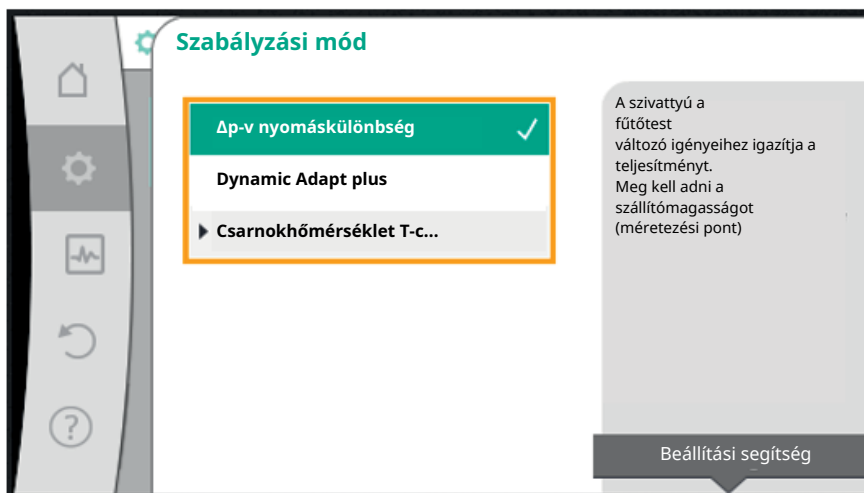 Szabályzási mód
Δp-v nyomáskülönbség
Dynamic Adapt plus
Csarnokhőmérséklet T-c...
A szivattyú a
fűtőtest
változó igényeihez igazítja a
teljesítményt.
Meg kell adni a
szállítómagasságot
(méretezési pont)
Beállítási segítség